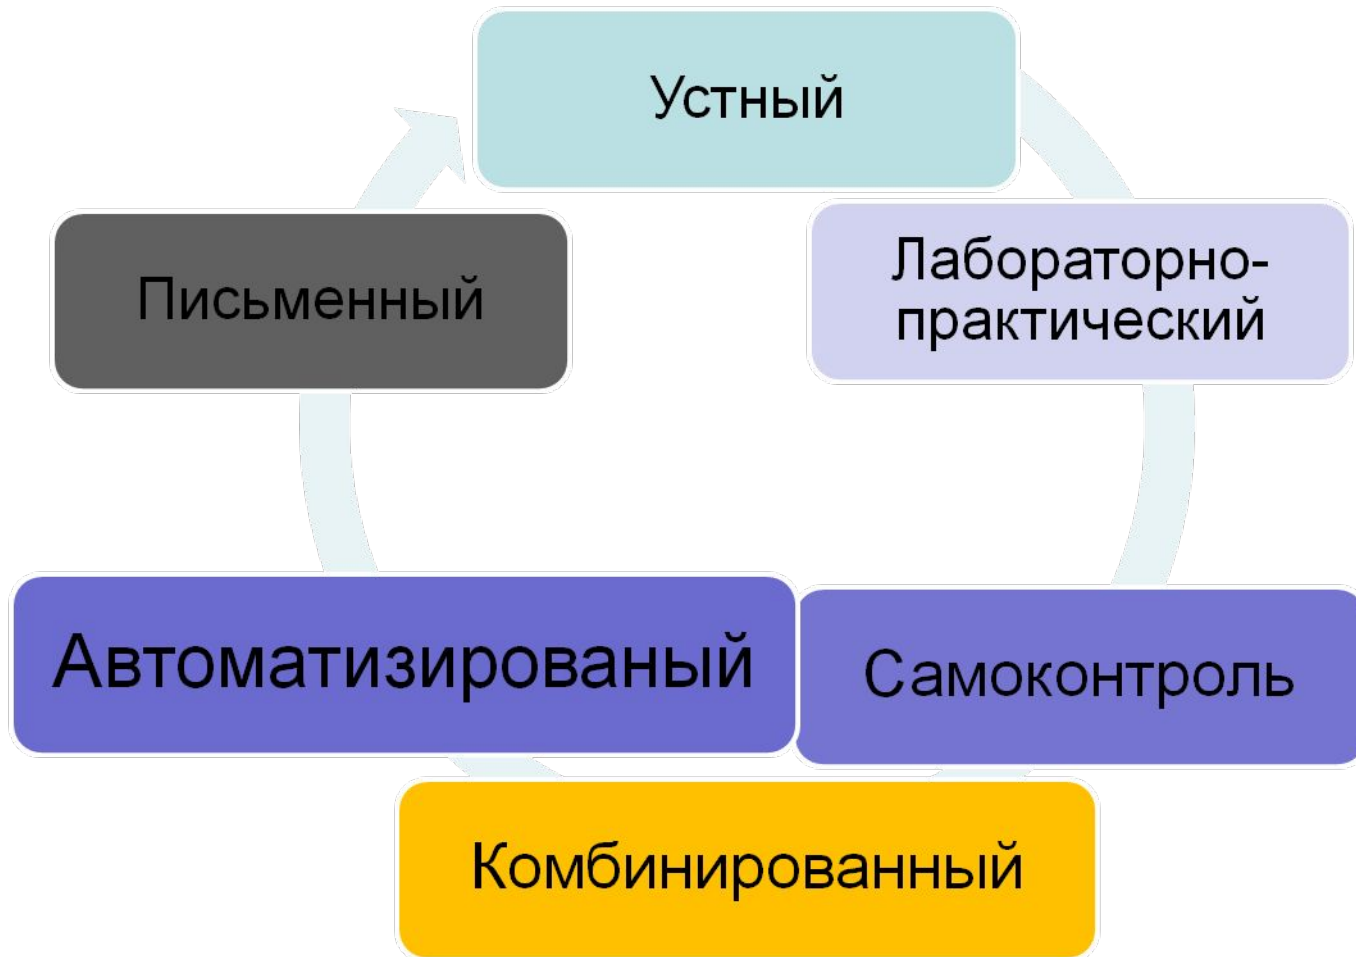 Устный
Лабораторно-
практический
Письменный
Автоматизированый
Самоконтроль
Комбинированный